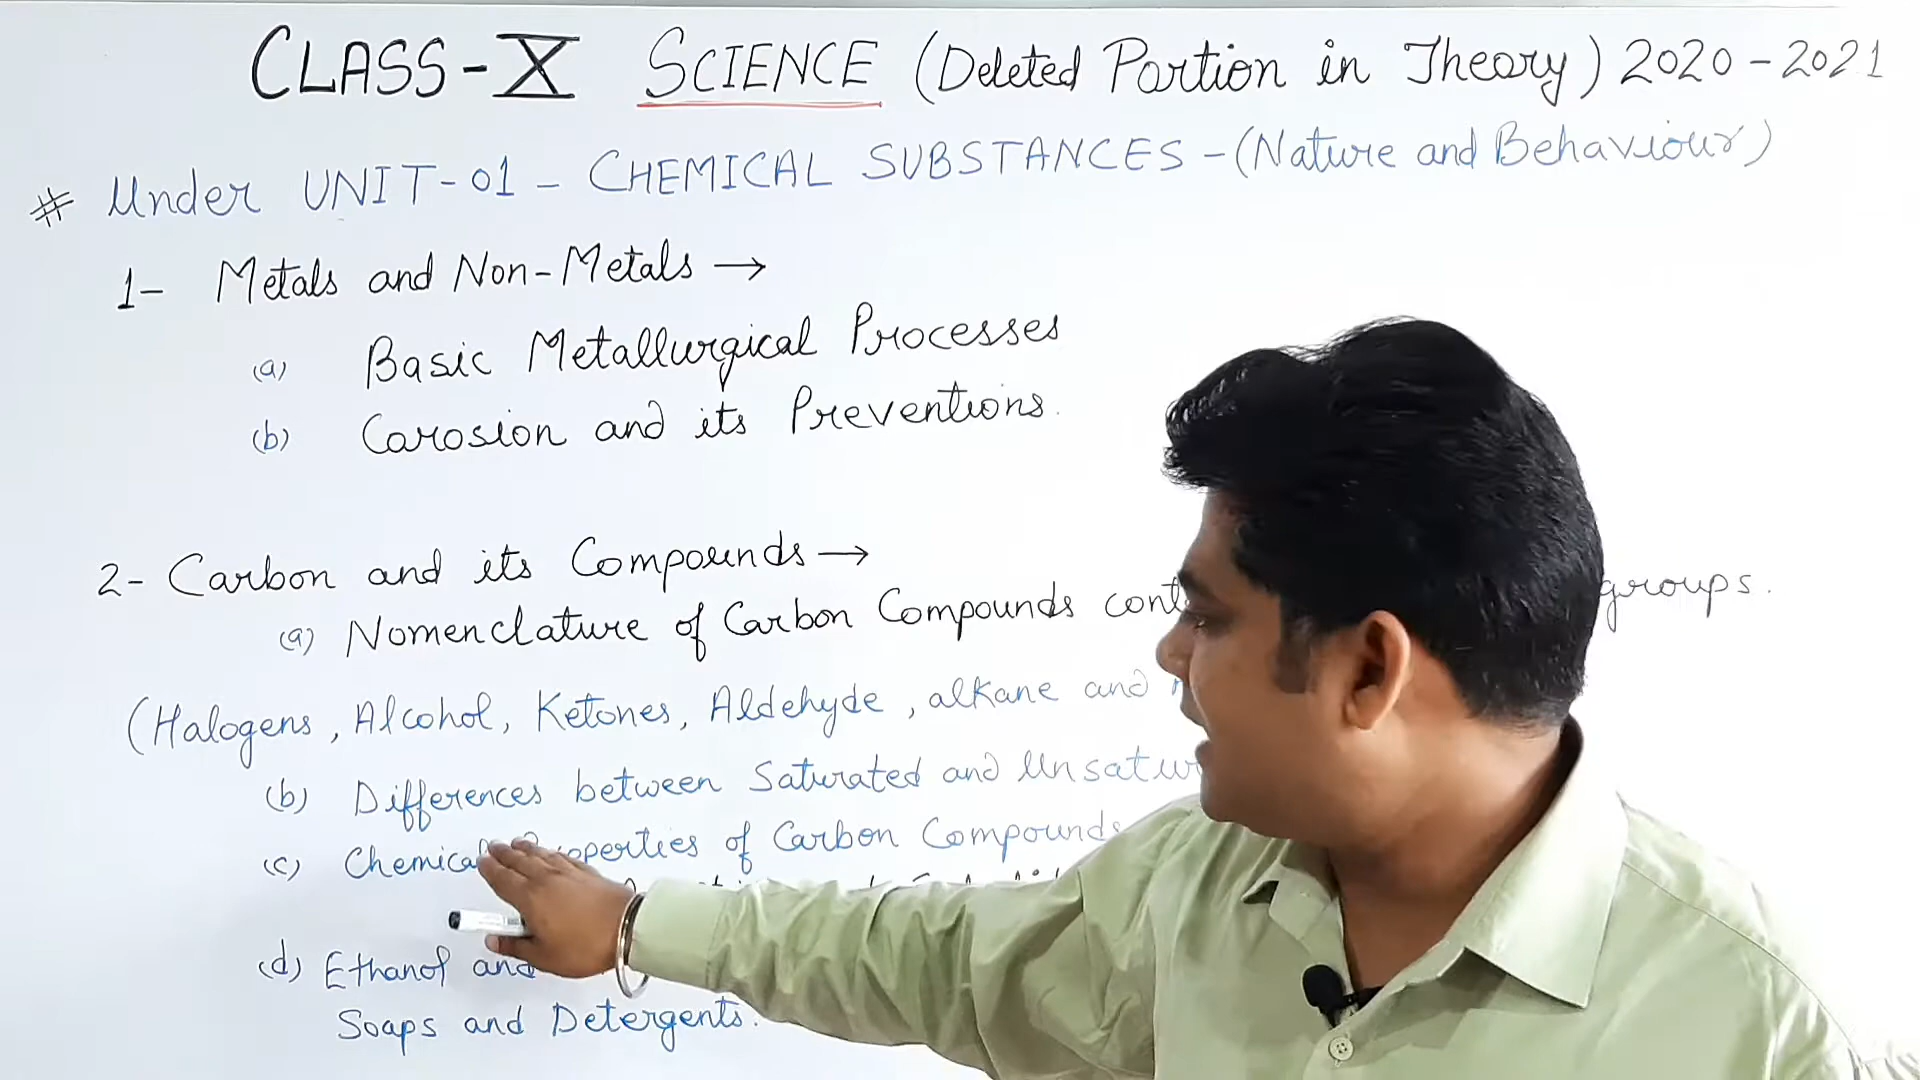 CLASS-X SCIENCE (Deleted Portion in Theory) 2020-2021
# Under UNIT-01 - CHEMICAL SUBSTANCES - (Nature and Behaviour)
1- Metals and Non-Metals →
(a) Basic Metallurgical Processes
(b) Carosion and its Preventions.
2- Carbon and its Compounds →
(a) Nomenclature of Carbon Compounds groups.
(Halogens, Alcohol, Ketones, Aldehyde, alkane and
(b) Differences between Saturated and
(c) Chemical Properties of Carbon Compounds
(d) Ethanol and
Soaps and Detergents.